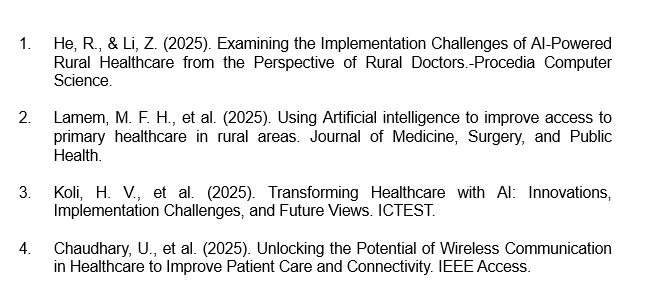 1. He, R., & Li, Z. (2025). Examining the Implementation Challenges of AI-Powered
Rural Healthcare from the Perspective of Rural Doctors.-Procedia Computer
Science.
2. Lamem, M. F. H., et al. (2025). Using Artificial intelligence to improve access to
primary healthcare in rural areas. Journal of Medicine, Surgery, and Public
Health.
3. Koli, H. V., et al. (2025). Transforming Healthcare with AI: Innovations,
Implementation Challenges, and Future Views. ICTEST.
4. Chaudhary, U., et al. (2025). Unlocking the Potential of Wireless Communication
in Healthcare to Improve Patient Care and Connectivity. IEEE Access.